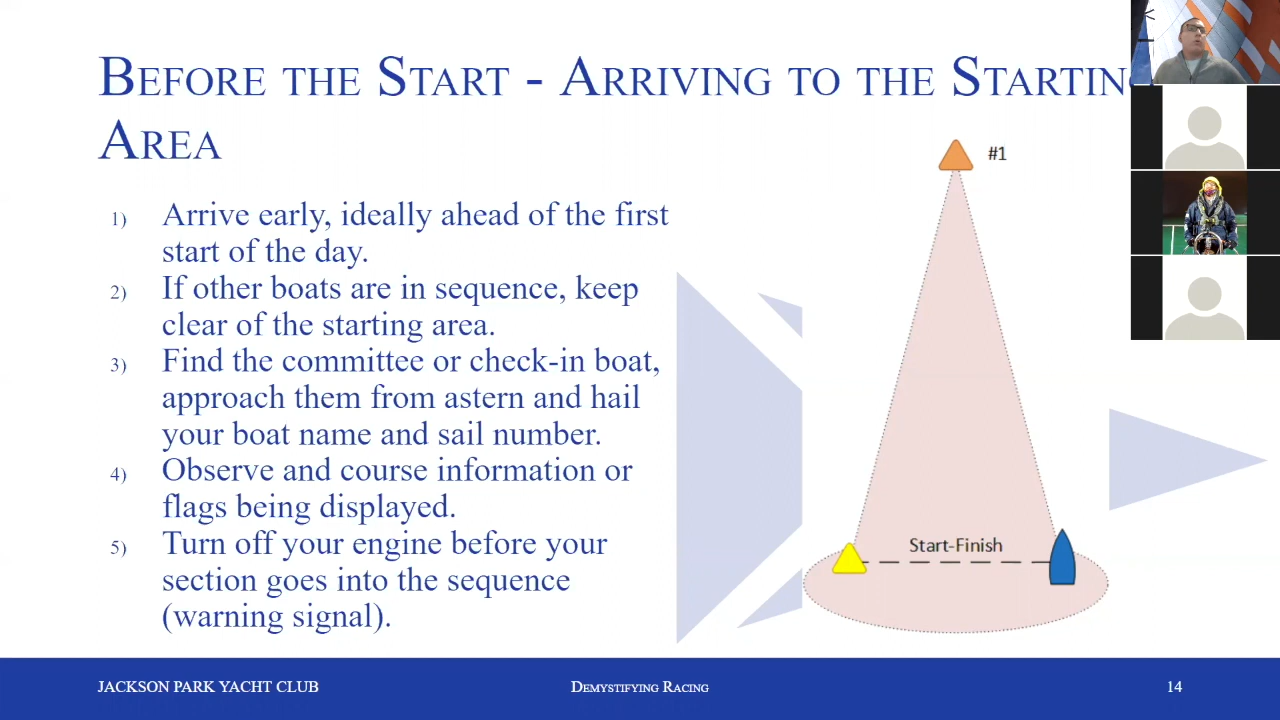 Before the Start - Arriving to the Starting
Area
#1
1) Arrive early, ideally ahead of the first
start of the day.
2) If other boats are in sequence, keep
clear of the starting area.
3) Find the committee or check-in boat,
approach them from astern and hail
your boat name and sail number.
4) Observe and course information or
flags being displayed.
5) Turn off your engine before your
section goes into the sequence
(warning signal).
Start-Finish
JACKSON PARK YACHT CLUB
Demystifying Racing
14